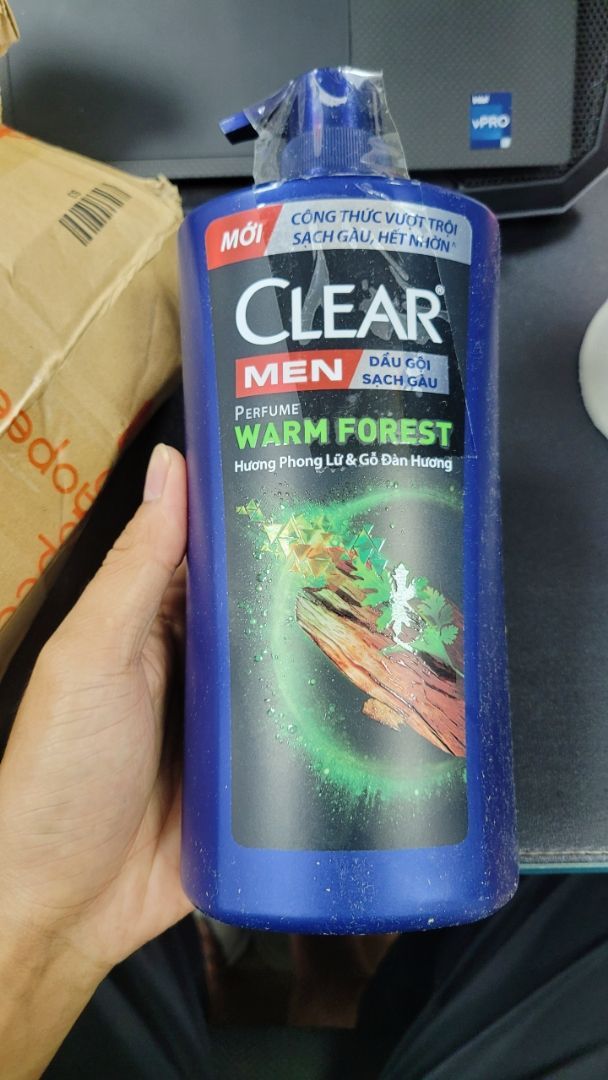 vPRO
MỚI
CÔNG THỨC VƯỢT TRỘI
SẠCH GÀU, HẾT NHỜN^
CLEAR®
MEN
DẦU GỘI
SẠCH GÀU
PERFUME
WARM FOREST
Hương Phong Lữ & Gỗ Đàn Hương